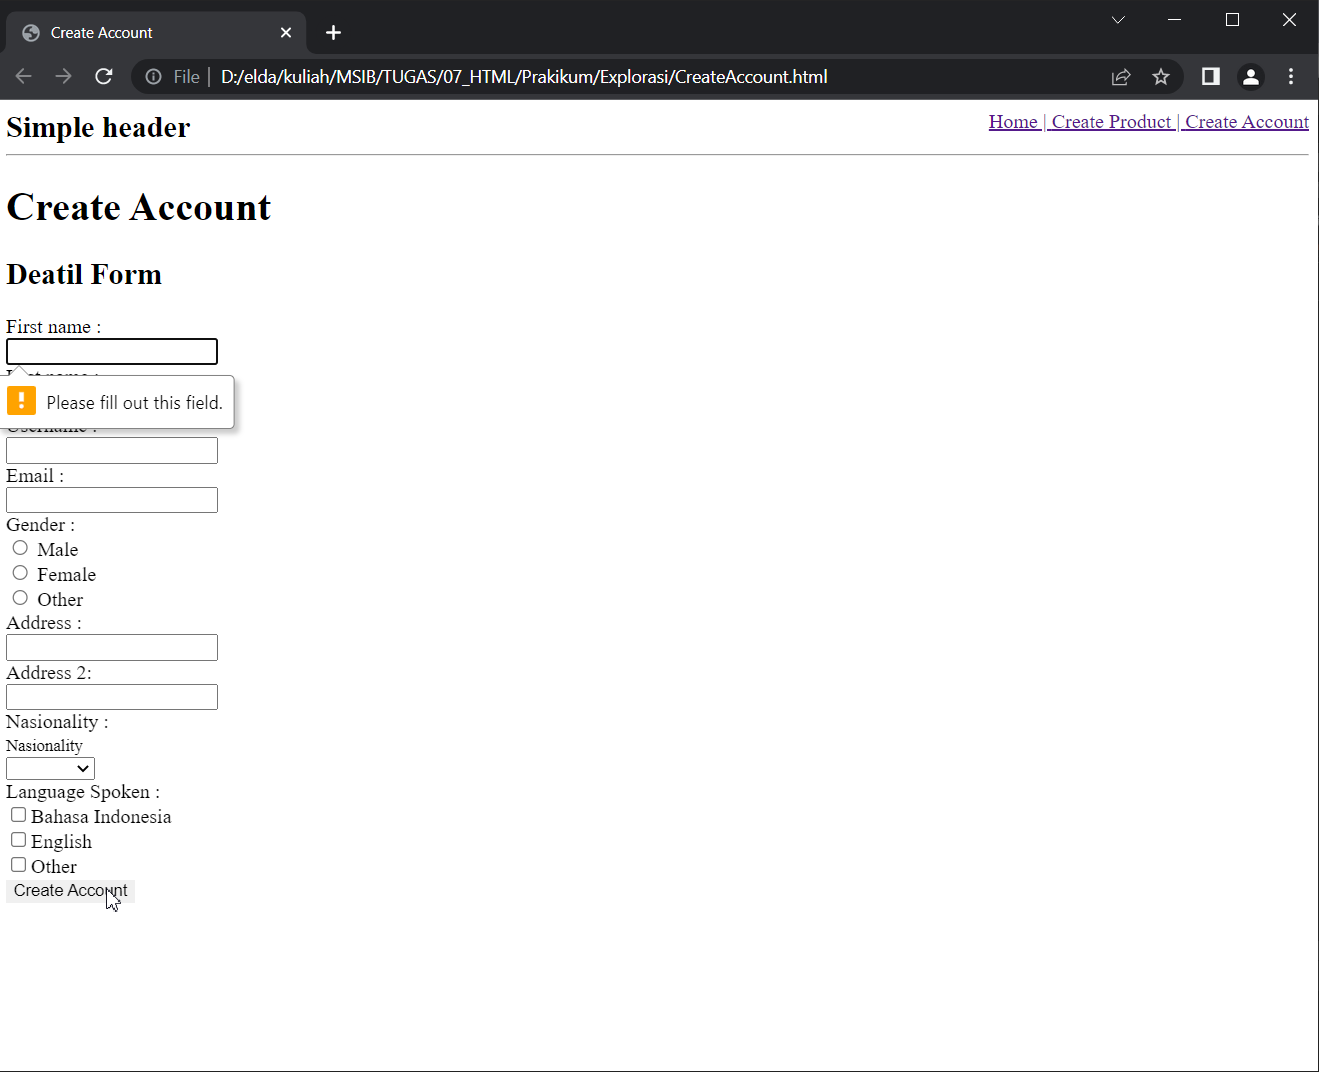 Create Account
File | D:/elda/kuliah/MSIB/TUGAS/07_HTML/Prakikum/Explorasi/CreateAccount.html
Simple header
Home | Create Product | Create Account
Create Account
Deatil Form
First name :
Please fill out this field.
Username :
Email :
Gender :
Male
Female
Other
Address :
Address 2:
Nasionality :
Nasionality
Language Spoken :
Bahasa Indonesia
English
Other
Create Account